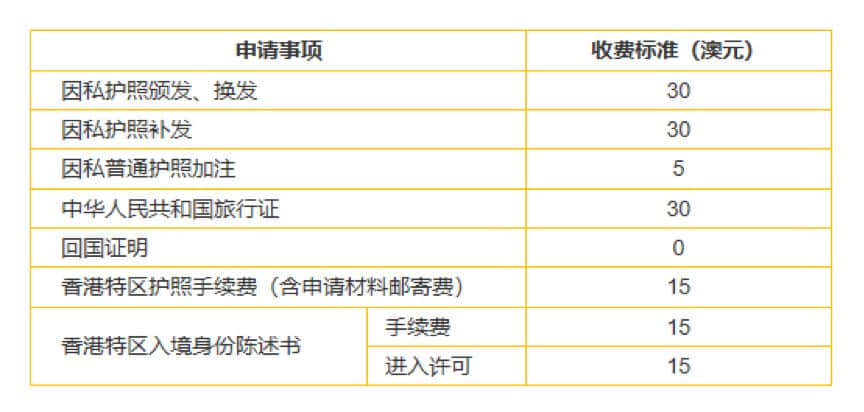 申请事项 收费标准（澳元）
因私护照颁发、换发 30
因私护照补发 30
因私普通护照加注 5
中华人民共和国旅行证 30
回国证明 0
香港特区护照手续费（含申请材料邮寄费） 15
香港特区入境身份陈述书 手续费 15
进入许可 15